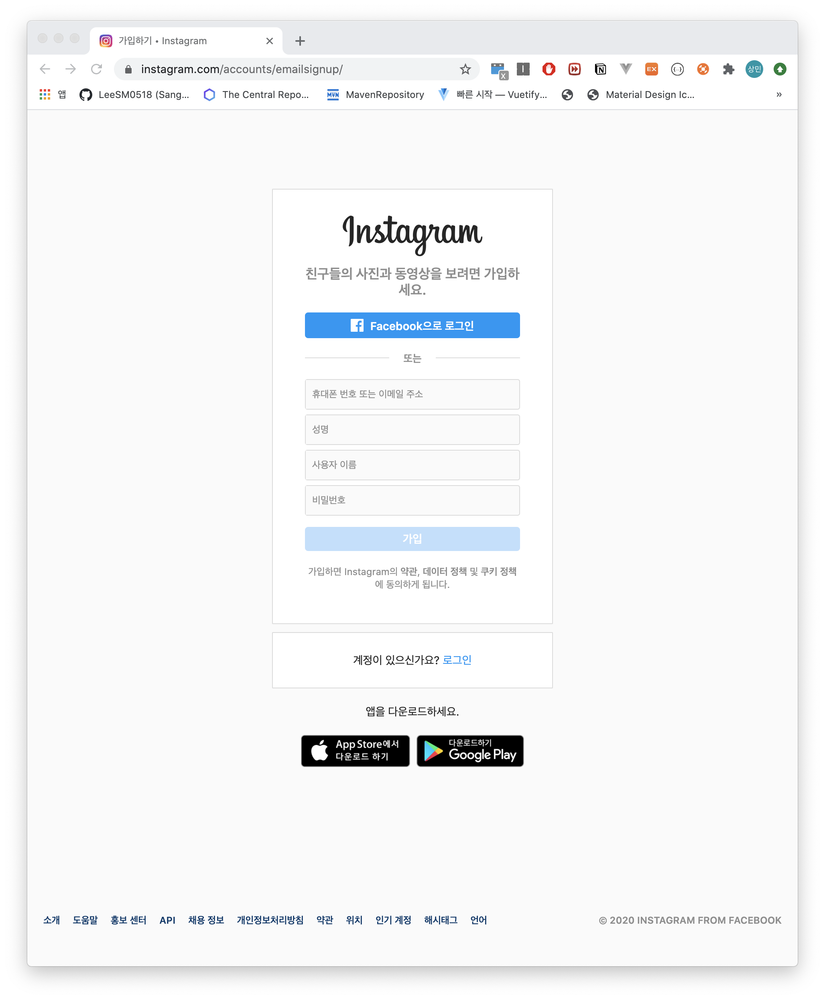 가입하기 • Instagram
instagram.com/accounts/emailsignup/
X
EX
상민
앱
LeeSM0518 (Sang...
The Central Repo...
MVN
MavenRepository
빠른 시작 — Vuetify...
Material Design Ic...
»
Instagram
친구들의 사진과 동영상을 보려면 가입하
세요.
Facebook으로 로그인
또는
휴대폰 번호 또는 이메일 주소
성명
사용자 이름
비밀번호
가입
가입하면 Instagram의 약관, 데이터 정책 및 쿠키 정책
에 동의하게 됩니다.
계정이 있으신가요? 로그인
앱을 다운로드하세요.
App Store에서
다운로드 하기
다운로드하기
Google Play
소개 도움말 홍보 센터 API 채용 정보 개인정보처리방침 약관 위치 인기 계정 해시태그 언어
© 2020 INSTAGRAM FROM FACEBOOK